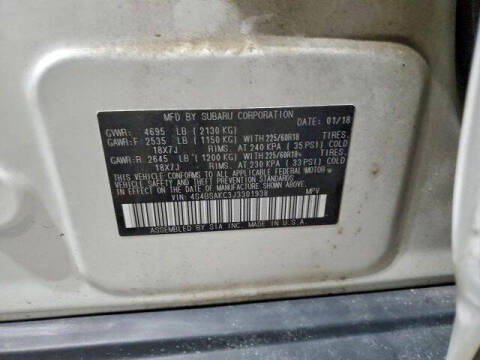 MFD. BY SUBARU CORPORATION DATE: 01/18
GVWR: 4695 LB (2130 KG)
GAWR:F 2535 LB (1150 KG) WITH 225/60R18 TIRES,
18X7J RIMS, AT 240 KPA (35 PSI) COLD
GAWR:R 2645 LB (1200 KG) WITH 225/60R18 TIRES,
18X7J RIMS, AT 230 KPA (33 PSI) COLD
THIS VEHICLE CONFORMS TO ALL APPLICABLE FEDERAL MOTOR
VEHICLE SAFETY, BUMPER, AND THEFT PREVENTION
STANDARDS IN EFFECT ON THE DATE OF
MANUFACTURE SHOWN ABOVE.
VIN: 4S4BSAKC3J3301938 MPV
ASSEMBLED BY SIA INC. MADE IN U.S.A.